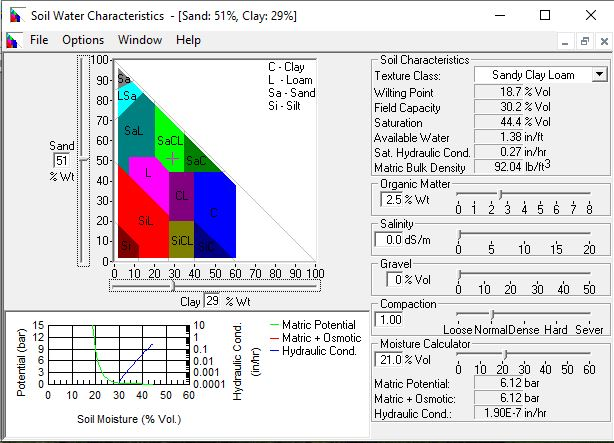 Soil Water Characteristics - [Sand: 51%, Clay: 29%]
File Options Window Help
C - Clay
L - Loam
Sa - Sand
Si - Silt
100
90
80
70
60
50
40
30
20
10
0
Sand
51
% Wt
Sa
LSa
SaL
SaCL
SaC
L
CL
C
SiL
SiCL
SiC
Si
0 10 20 30 40 50 60 70 80 90 100
Clay 29 % Wt
Soil Characteristics
Texture Class: Sandy Clay Loam
Wilting Point 18.7 % Vol
Field Capacity 30.2 % Vol
Saturation 44.4 % Vol
Available Water 1.38 in/ft
Sat. Hydraulic Cond. 0.27 in/hr
Matric Bulk Density 92.04 lb/ft3
Organic Matter
2.5 % Wt
0 1 2 3 4 5 6 7 8
Salinity
0.0 dS/m
0 10 20 30 40 50
Gravel
0 % Vol
0 10 20 30 40 50
Compaction
1.00
Loose Normal Dense Hard Sever
Moisture Calculator
21.0 % Vol
0 10 20 30 40 50
Matric Potential: 6.12 bar
Matric + Osmotic: 6.12 bar
Hydraulic Cond.: 1.90E-7 in/hr
Potential (bar)
15
12
9
6
3
0
0 10 20 30 40 50 60
Soil Moisture (% Vol.)
10
1
0.1
0.01
0.001
0.0001
Hydraulic Cond.
(in/hr)
Matric Potential
Matric + Osmotic
Hydraulic Cond.